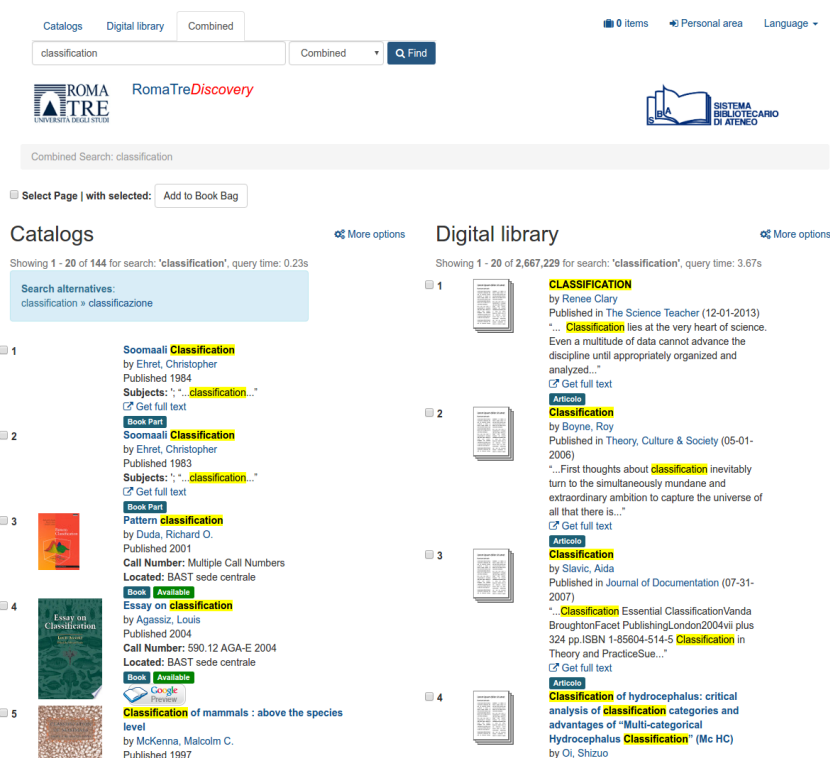 Catalogs Digital library Combined
0 items Personal area Language
classification Combined Find
ROMA TRE UNIVERSITÀ DEGLI STUDI
RomaTreDiscovery
SBA SISTEMA BIBLIOTECARIO DI ATENEO
Combined Search: classification
Select Page | with selected: Add to Book Bag
Catalogs
More options
Showing 1 - 20 of 144 for search: 'classification', query time: 0.23s
Search alternatives:
classification » classificazione
1
Soomaali Classification
by Ehret, Christopher
Published 1984
Subjects: '; "...classification..."
Get full text
Book Part
2
Soomaali Classification
by Ehret, Christopher
Published 1983
Subjects: '; "...classification..."
Get full text
Book Part
3
Pattern classification
by Duda, Richard O.
Published 2001
Call Number: Multiple Call Numbers
Located: BAST sede centrale
Book Available
4
Essay on
Classification
Essay on classification
by Agassiz, Louis
Published 2004
Call Number: 590.12 AGA-E 2004
Located: BAST sede centrale
Book Available
Google
Preview
5
Classification of mammals : above the species
level
by McKenna, Malcolm C.
Published 1997
Digital library
More options
Showing 1 - 20 of 2,667,229 for search: 'classification', query time: 3.67s
1
CLASSIFICATION
by Renee Clary
Published in The Science Teacher (12-01-2013)
"... Classification lies at the very heart of science.
Even a multitude of data cannot advance the
discipline until appropriately organized and
analyzed..."
Get full text
Articolo
2
Classification
by Boyne, Roy
Published in Theory, Culture & Society (05-01-
2006)
"...First thoughts about classification inevitably
turn to the simultaneously mundane and
extraordinary ambition to capture the universe of
all that there is..."
Get full text
Articolo
3
Classification
by Slavic, Aida
Published in Journal of Documentation (07-31-
2007)
"...Classification Essential ClassificationVanda
BroughtonFacet PublishingLondon2004vii plus
324 pp.ISBN 1-85604-514-5 Classification in
Theory and PracticeSue..."
Get full text
Articolo
4
Classification of hydrocephalus: critical
analysis of classification categories and
advantages of "Multi-categorical
Hydrocephalus Classification" (Mc HC)
by Oi, Shizuo